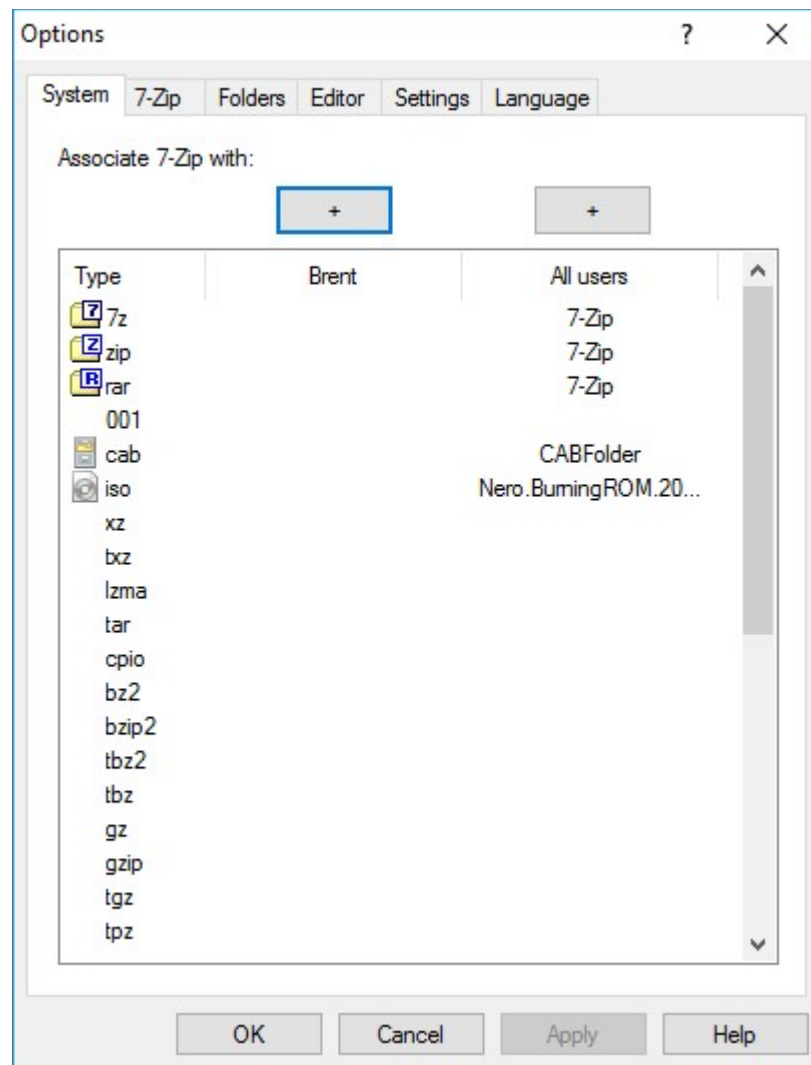 Options ?
System 7-Zip Folders Editor Settings Language
Associate 7-Zip with:
+ +
Type Brent All users
7z 7-Zip
zip 7-Zip
rar 7-Zip
001
cab CABFolder
iso Nero.BurningROM.20...
xz
txz
lzma
tar
cpio
bz2
bzip2
tbz2
tbz
gz
gzip
tgz
tpz
OK Cancel Apply Help